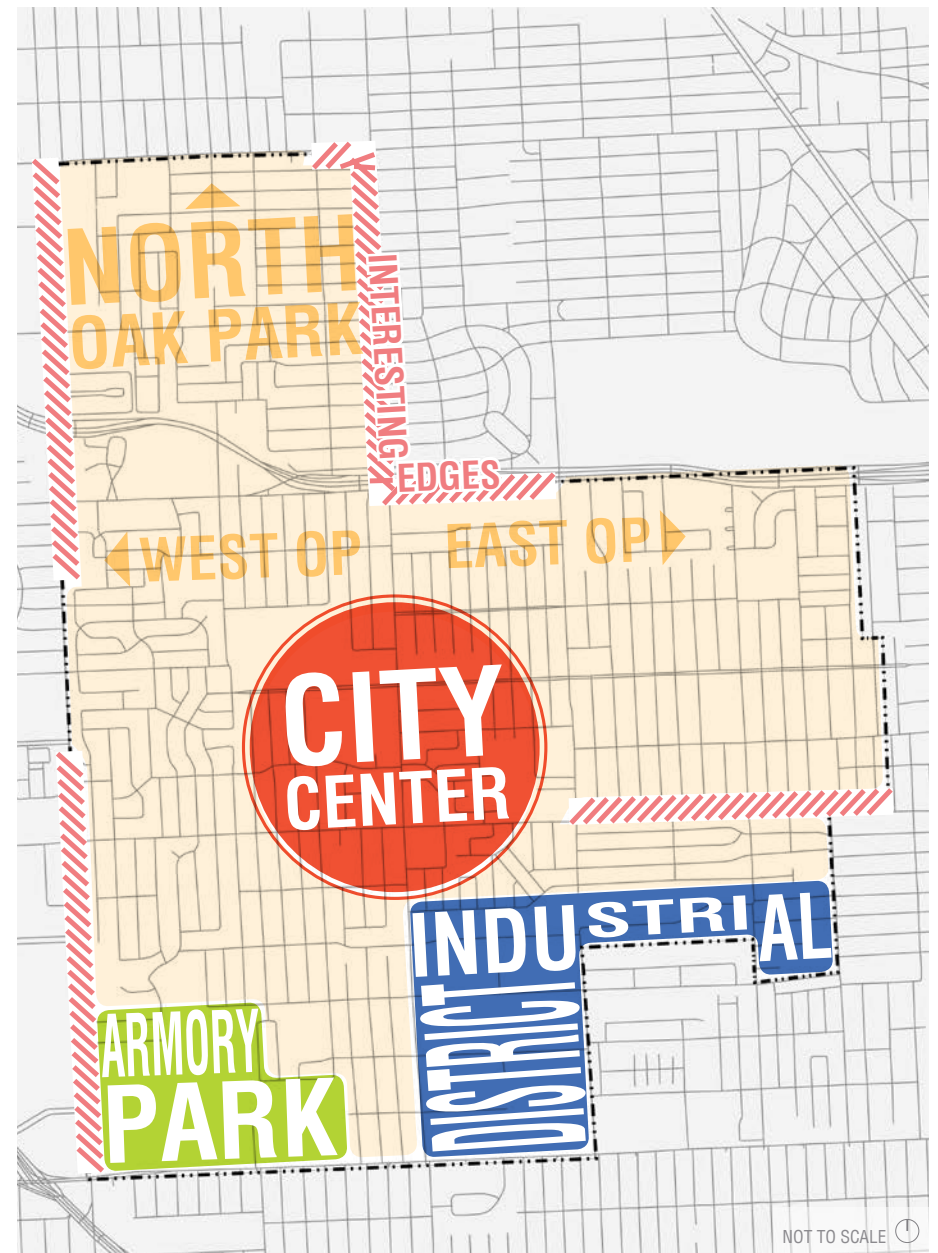 NORTH
OAK PARK
INTERESTING
EDGES
WEST OP
EAST OP
CITY
CENTER
INDUSTRIAL
DISTRICT
ARMORY
PARK
NOT TO SCALE